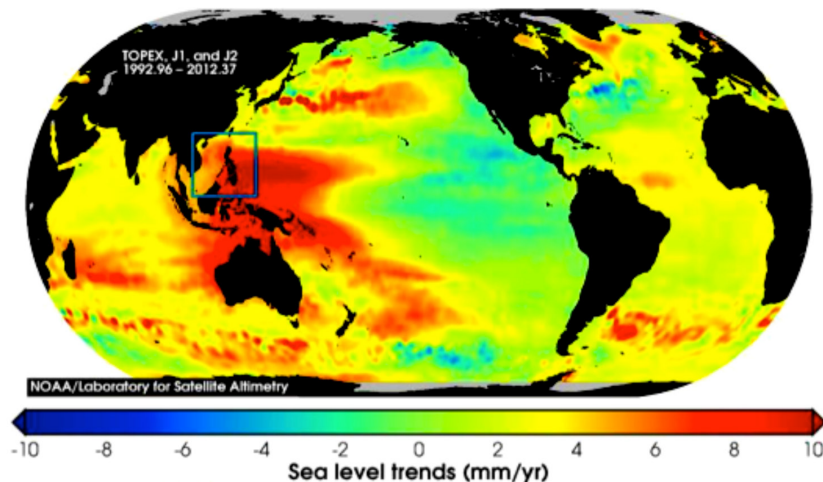 TOPEX, J1, and J2
1992.96 – 2012.37
NOAA/Laboratory for Satellite Altimetry
-10 -8 -6 -4 -2 0 2 4 6 8 10
Sea level trends (mm/yr)